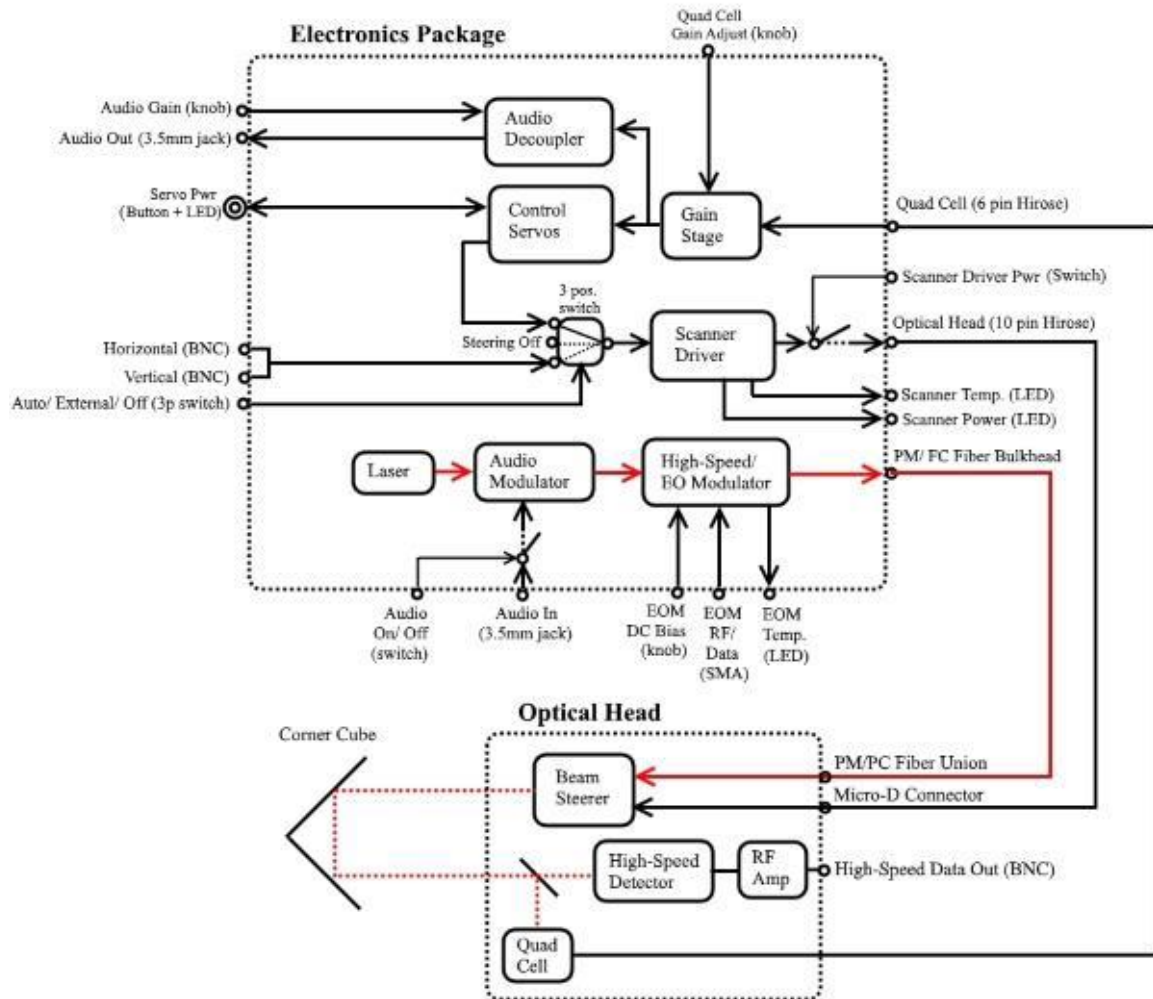 Quad Cell
Gain Adjust (knob)
Electronics Package
Audio Gain (knob)
Audio Out (3.5mm jack)
Audio
Decoupler
Servo Pwr
(Button + LED)
Control
Servos
Gain
Stage
Quad Cell (6 pin Hirose)
Scanner Driver Pwr (Switch)
3 pos.
switch
Steering Off
Scanner
Driver
Optical Head (10 pin Hirose)
Horizontal (BNC)
Vertical (BNC)
Auto/ External/ Off (3p switch)
Scanner Temp. (LED)
Scanner Power (LED)
Laser
Audio
Modulator
High-Speed/
EO Modulator
PM/ FC Fiber Bulkhead
Audio
On/ Off
(switch)
Audio In
(3.5mm jack)
EOM
DC Bias
(knob)
EOM
RF/
Data
(SMA)
EOM
Temp.
(LED)
Optical Head
Corner Cube
Beam
Steerer
PM/PC Fiber Union
Micro-D Connector
High-Speed
Detector
RF
Amp
High-Speed Data Out (BNC)
Quad
Cell